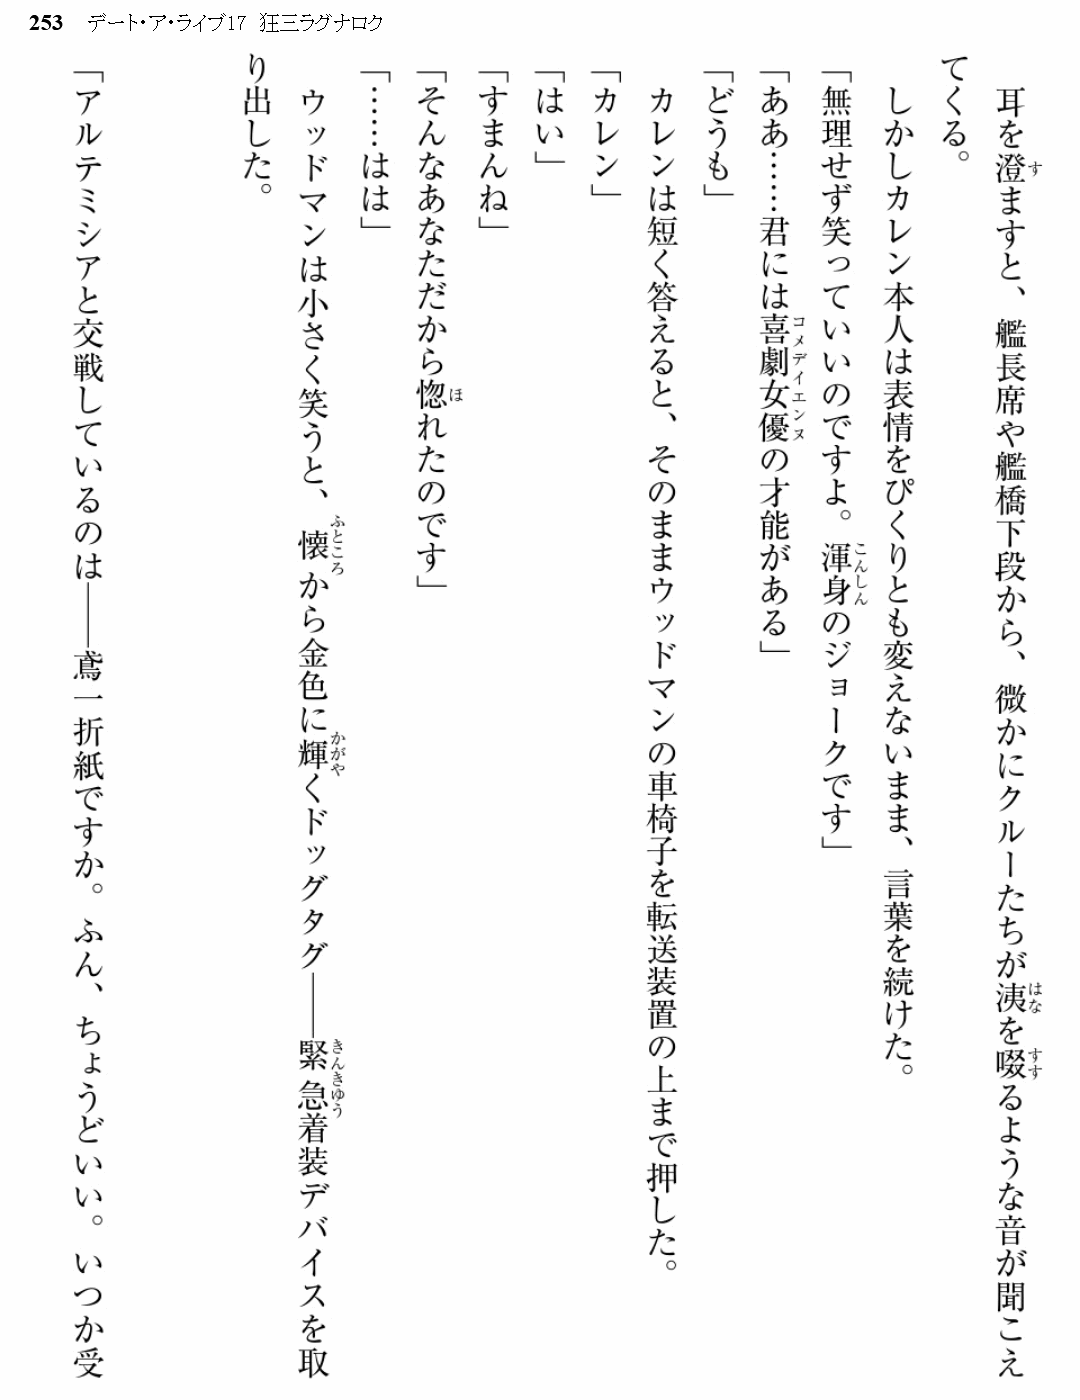 253 デート・ア・ライブ17 狂三ラグナロク
耳を澄ますと、艦長席や艦橋下段から、微かにクルーたちが洟を啜るような音が聞こえ
てくる。
しかしカレン本人は表情をぴくりとも変えないまま、言葉を続けた。
「無理せず笑っていいのですよ。渾身のジョークです」
「ああ……君には喜劇女優の才能がある」
「どうも」
カレンは短く答えると、そのままウッドマンの車椅子を転送装置の上まで押した。
「カレン」
「はい」
「すまんね」
「そんなあなただから惚れたのです」
「……はは」
ウッドマンは小さく笑うと、懐から金色に輝くドッグタグ――緊急着装デバイスを取
り出した。
「アルテミシアと交戦しているのは――鳶一折紙ですか。ふん、ちょうどいい。いつか受